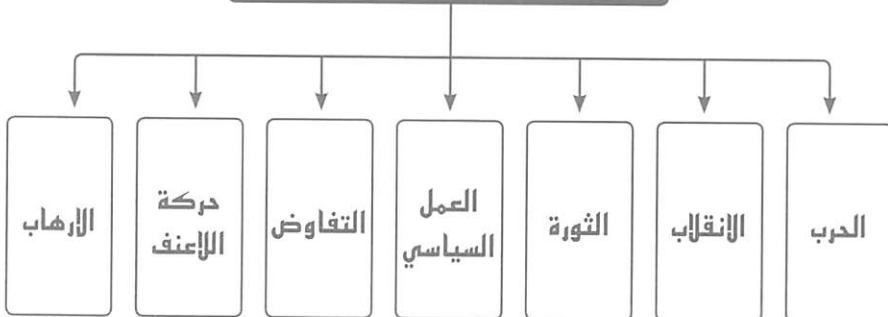 الحرب
الانقلاب
الثورة
العمل
السياسي
التفاوض
حركة
اللاعنف
الإرهاب